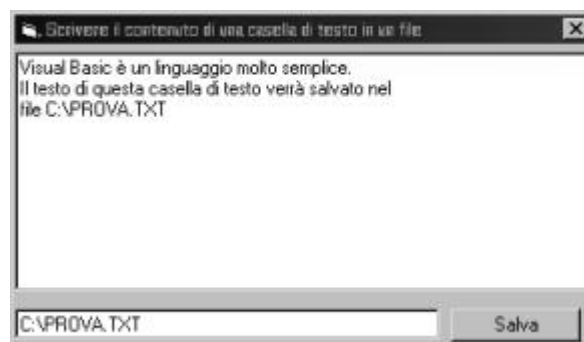 Scrivere il contenuto di una casella di testo in un file
Visual Basic è un linguaggio molto semplice.
Il testo di questa casella di testo verrà salvato nel
file C:\PROVA.TXT
C:\PROVA.TXT
Salva